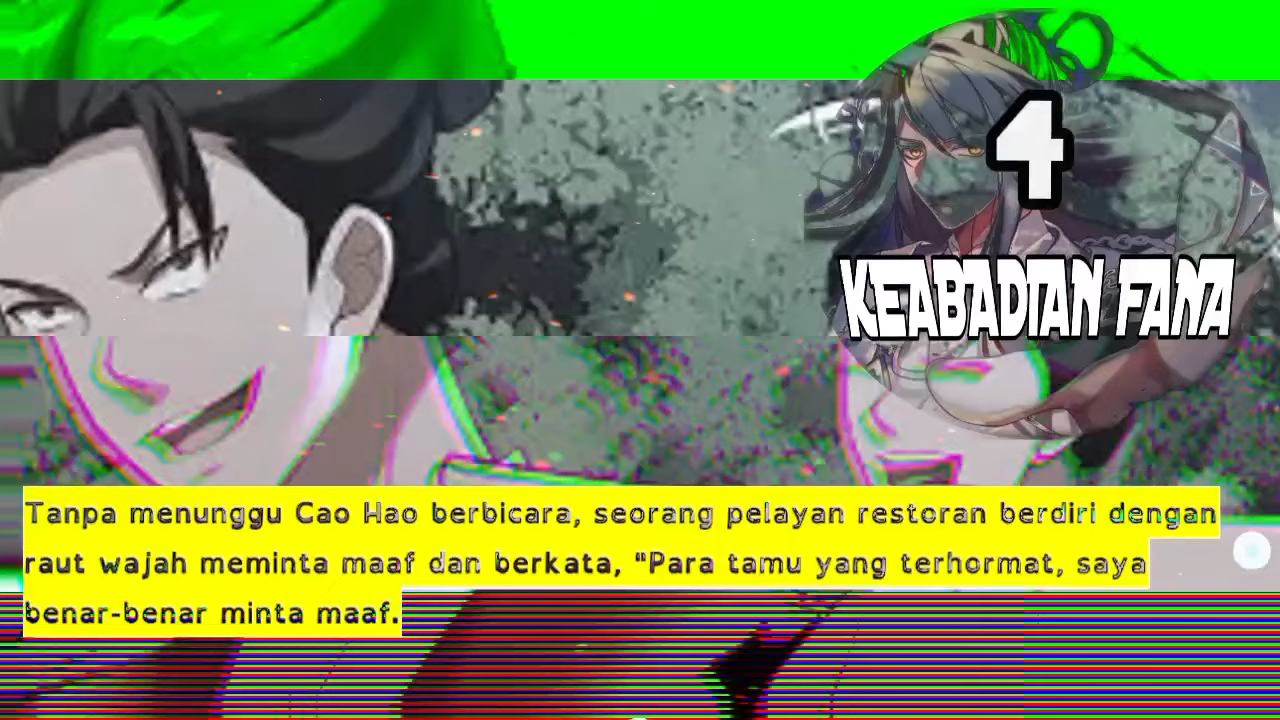 4
KEABADIAN FANA
Tanpa menunggu Cao Hao berbicara, seorang pelayan restoran berdiri dengan
raut wajah meminta maaf dan berkata, "Para tamu yang terhormat, saya
benar-benar minta maaf.